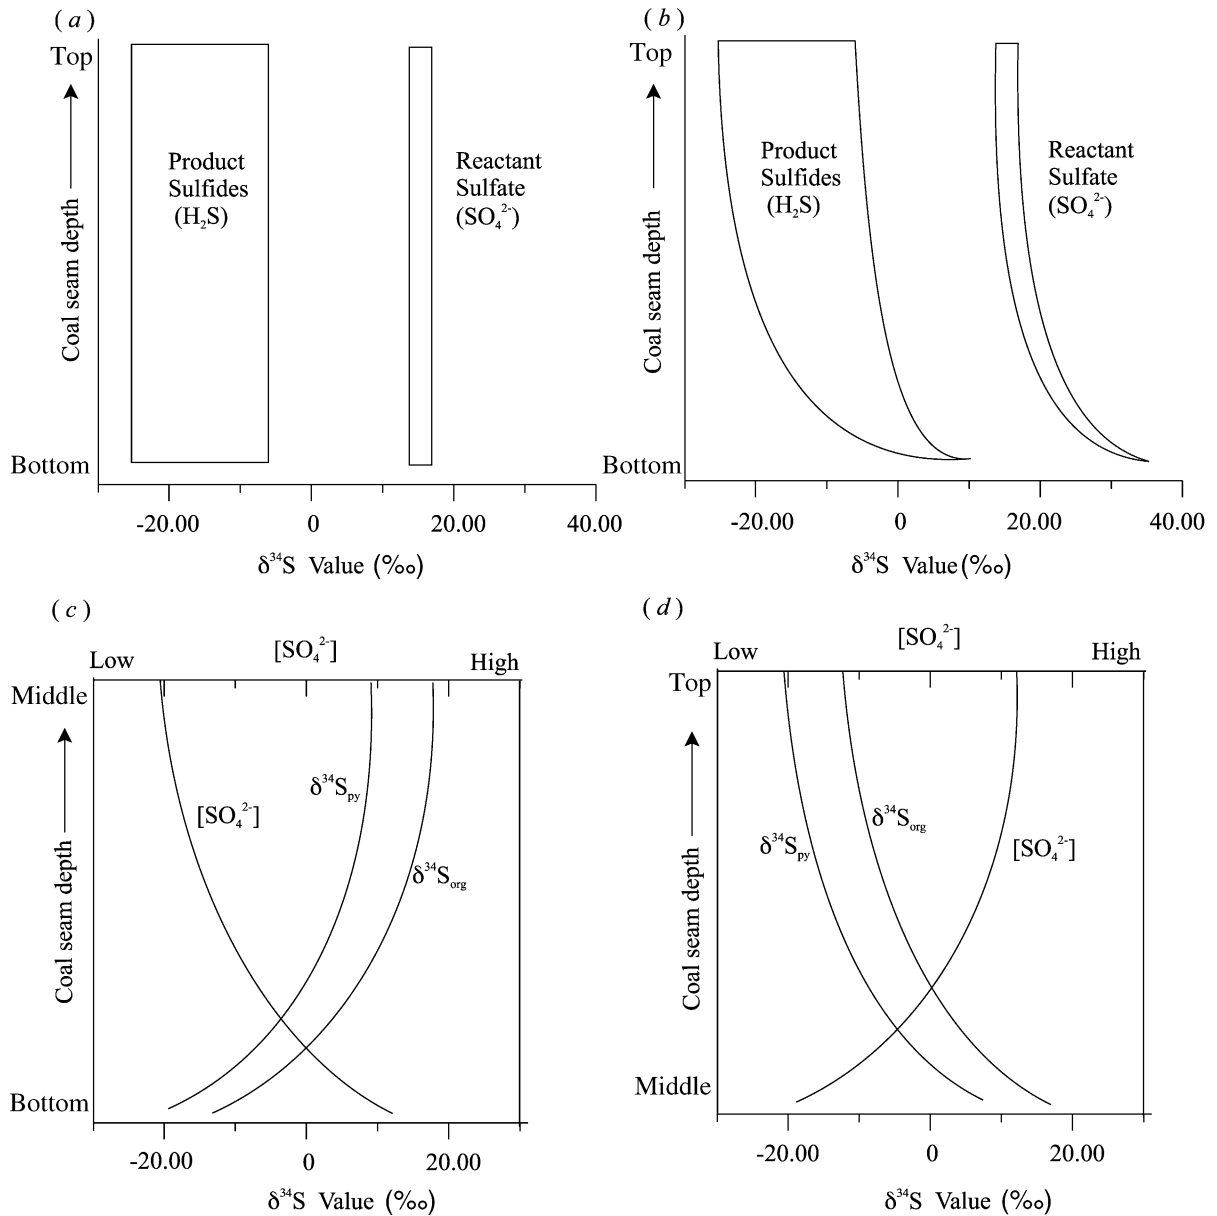 (a)
Top
Product
Sulfides
(H₂S)
Reactant
Sulfate
(SO₄²⁻)
Coal seam depth
Bottom
-20.00 0 20.00 40.00
δ³⁴S Value (‰)
(b)
Top
Product
Sulfides
(H₂S)
Reactant
Sulfate
(SO₄²⁻)
Coal seam depth
Bottom
-20.00 0 20.00 40.00
δ³⁴S Value (‰)
(c)
[SO₄²⁻]
Low High
Middle
δ³⁴Spy
[SO₄²⁻]
δ³⁴Sorg
Coal seam depth
Bottom
-20.00 0 20.00
δ³⁴S Value (‰)
(d)
[SO₄²⁻]
Low High
Top
δ³⁴Sorg
δ³⁴Spy
[SO₄²⁻]
Coal seam depth
Middle
-20.00 0 20.00
δ³⁴S Value (‰)